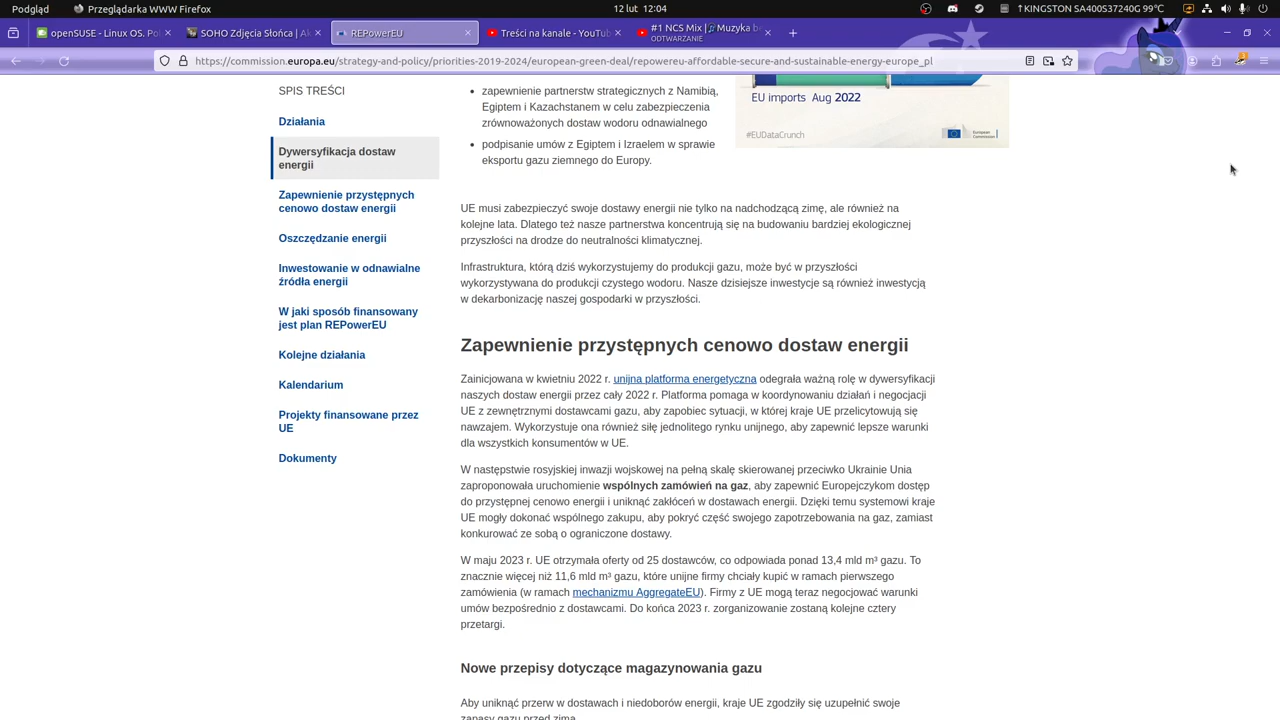 Podgląd
Przeglądarka WWW Firefox
12 lut 12:04
KINGSTON SA400S37240G 99°C
openSUSE - Linux OS. Po
SOHO Zdjęcia Słońca | Ak
REPowerEU
Treści na kanale - YouTub
#1 NCS Mix | Muzyka b
ODTWARZANIE
https://commission.europa.eu/strategy-and-policy/priorities-2019-2024/european-green-deal/repowereu-affordable-secure-and-sustainable-energy-europe_pl
SPIS TREŚCI
Działania
Dywersyfikacja dostaw
energii
Zapewnienie przystępnych
cenowo dostaw energii
Oszczędzanie energii
Inwestowanie w odnawialne
źródła energii
W jaki sposób finansowany
jest plan REPowerEU
Kolejne działania
Kalendarium
Projekty finansowane przez
UE
Dokumenty
• zapewnienie partnerstw strategicznych z Namibią,
Egiptem i Kazachstanem w celu zabezpieczenia
zrównoważonych dostaw wodoru odnawialnego
• podpisanie umów z Egiptem i Izraelem w sprawie
eksportu gazu ziemnego do Europy.
EU imports Aug 2022
#EUDataCrunch
European
Commission
UE musi zabezpieczyć swoje dostawy energii nie tylko na nadchodzącą zimę, ale również na
kolejne lata. Dlatego też nasze partnerstwa koncentrują się na budowaniu bardziej ekologicznej
przyszłości na drodze do neutralności klimatycznej.
Infrastruktura, którą dziś wykorzystujemy do produkcji gazu, może być w przyszłości
wykorzystywana do produkcji czystego wodoru. Nasze dzisiejsze inwestycje są również inwestycją
w dekarbonizację naszej gospodarki w przyszłości.
Zapewnienie przystępnych cenowo dostaw energii
Zainicjowana w kwietniu 2022 r. unijna platforma energetyczna odegrała ważną rolę w dywersyfikacji
naszych dostaw energii przez cały 2022 r. Platforma pomaga w koordynowaniu działań i negocjacji
UE z zewnętrznymi dostawcami gazu, aby zapobiec sytuacji, w której kraje UE przelicytowują się
nawzajem. Wykorzystuje ona również siłę jednolitego rynku unijnego, aby zapewnić lepsze warunki
dla wszystkich konsumentów w UE.
W następstwie rosyjskiej inwazji wojskowej na pełną skalę skierowanej przeciwko Ukrainie Unia
zaproponowała uruchomienie wspólnych zamówień na gaz, aby zapewnić Europejczykom dostęp
do przystępnej cenowo energii i uniknąć zakłóceń w dostawach energii. Dzięki temu systemowi kraje
UE mogły dokonać wspólnego zakupu, aby pokryć część swojego zapotrzebowania na gaz, zamiast
konkurować ze sobą o ograniczone dostawy.
W maju 2023 r. UE otrzymała oferty od 25 dostawców, co odpowiada ponad 13,4 mld m³ gazu. To
znacznie więcej niż 11,6 mld m³ gazu, które unijne firmy chciały kupić w ramach pierwszego
zamówienia (w ramach mechanizmu AggregateEU). Firmy z UE mogą teraz negocjować warunki
umów bezpośrednio z dostawcami. Do końca 2023 r. zorganizowanie zostaną kolejne cztery
przetargi.
Nowe przepisy dotyczące magazynowania gazu
Aby uniknąć przerw w dostawach i niedoborów energii, kraje UE zgodziły się uzupełnić swoje
zapasy gazu przed zimą.